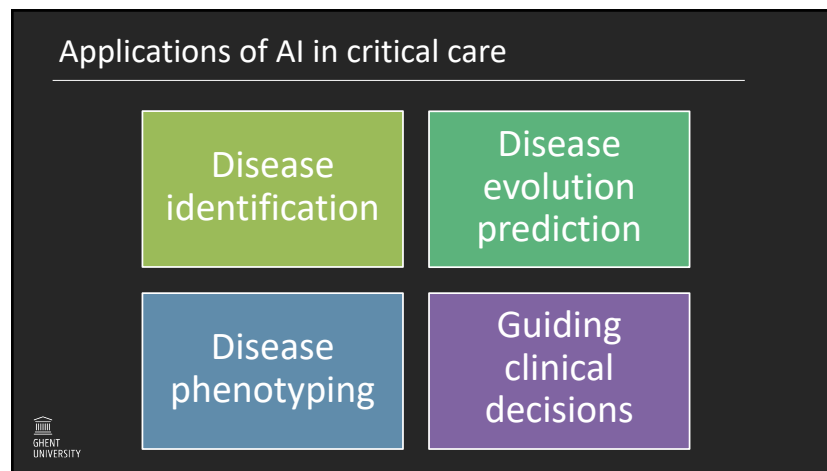 Applications of AI in critical care
Disease
identification
Disease
evolution
prediction
Disease
phenotyping
Guiding
clinical
decisions
GHENT
UNIVERSITY